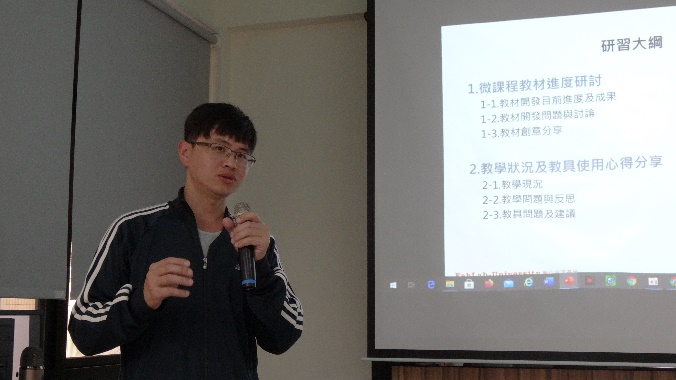 研習大綱
1.微課程教材進度研討
1-1.教材開發目前進度及成果
1-2.教材開發問題與討論
1-3.教材創意分享
2.教學狀況及教具使用心得分享
2-1.教學現況
2-2.教學問題與反思
2-3.教具問題及建議